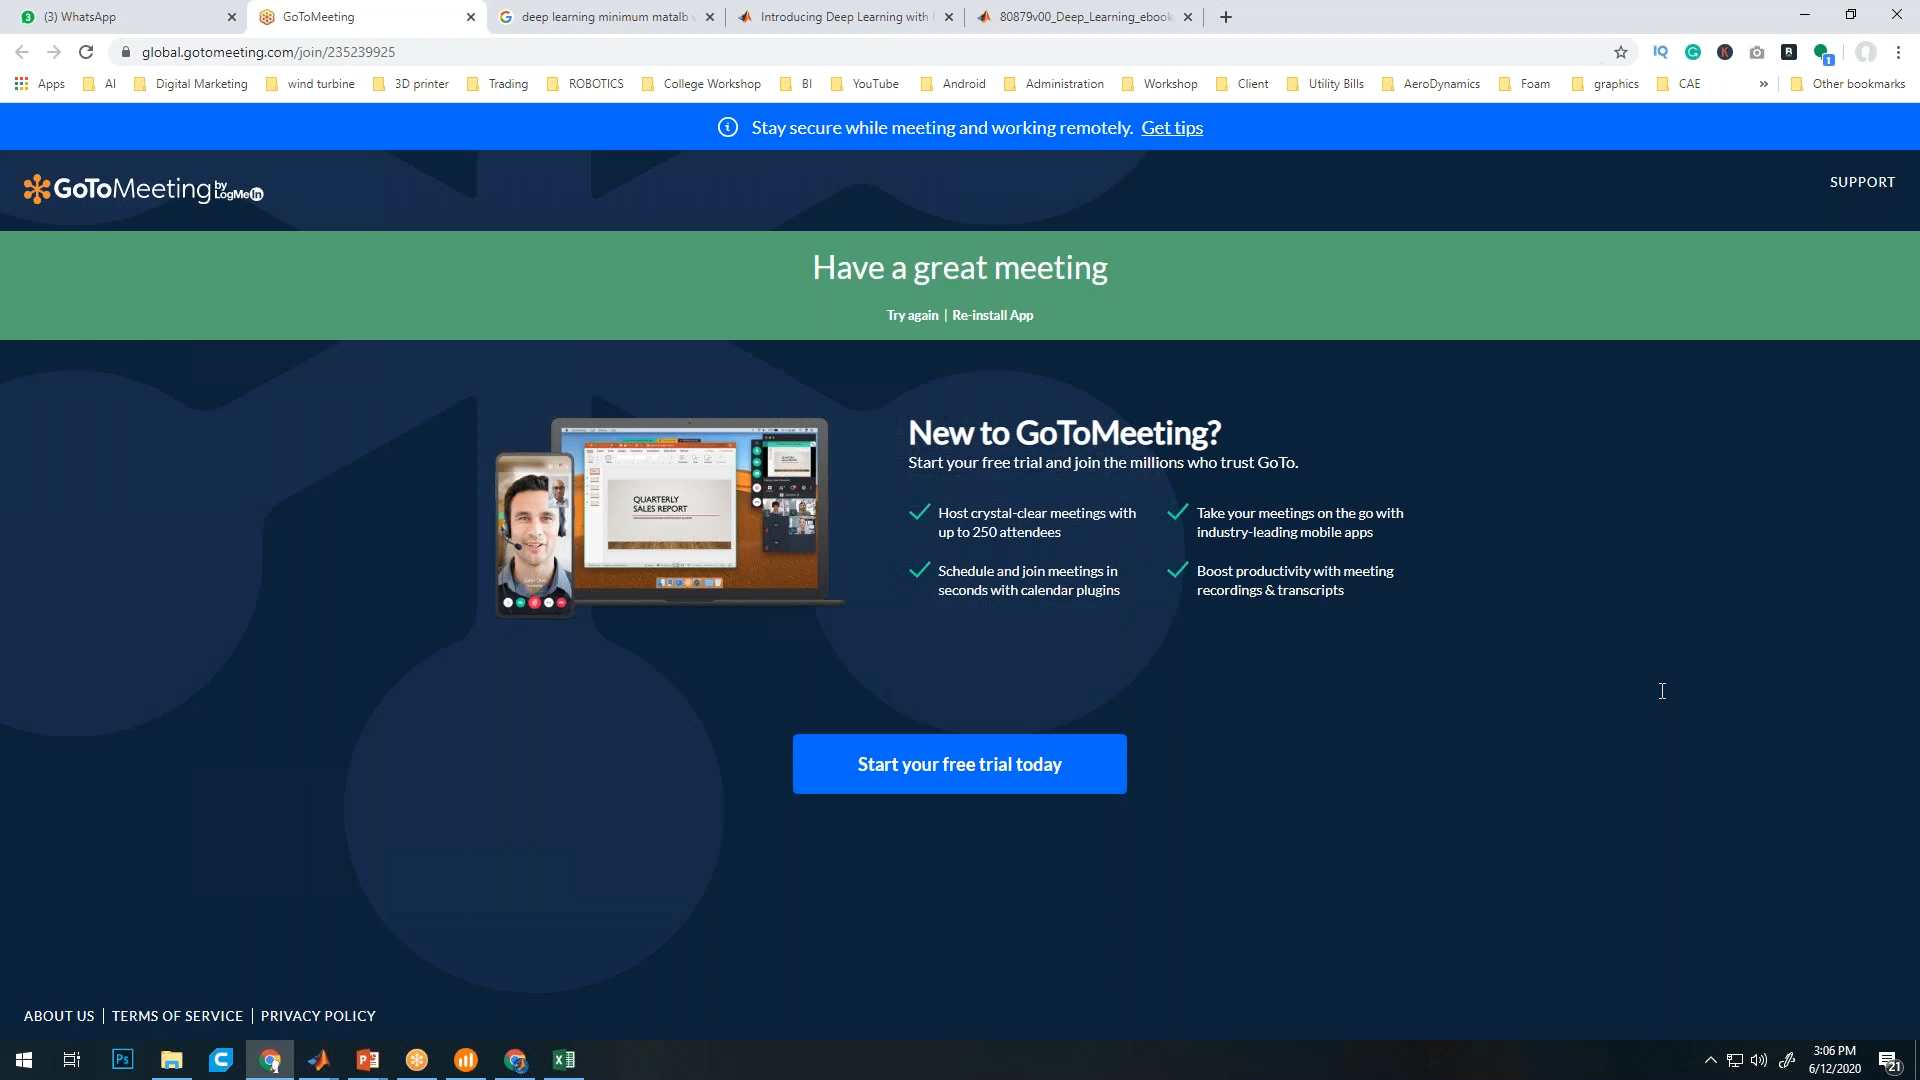 (3) WhatsApp
GoToMeeting
deep learning minimum matalb
Introducing Deep Learning with
80879v00_Deep_Learning_ebook
global.gotomeeting.com/join/235239925
Apps
AI
Digital Marketing
wind turbine
3D printer
Trading
ROBOTICS
College Workshop
BI
YouTube
Android
Administration
Workshop
Client
Utility Bills
AeroDynamics
Foam
graphics
CAE
»
Other bookmarks
Stay secure while meeting and working remotely. Get tips
GoToMeeting by LogMeIn
SUPPORT
Have a great meeting
Try again | Re-install App
QUARTERLY
SALES REPORT
New to GoToMeeting?
Start your free trial and join the millions who trust GoTo.
Host crystal-clear meetings with
up to 250 attendees
Take your meetings on the go with
industry-leading mobile apps
Schedule and join meetings in
seconds with calendar plugins
Boost productivity with meeting
recordings & transcripts
Start your free trial today
ABOUT US | TERMS OF SERVICE | PRIVACY POLICY
3:06 PM
6/12/2020
21